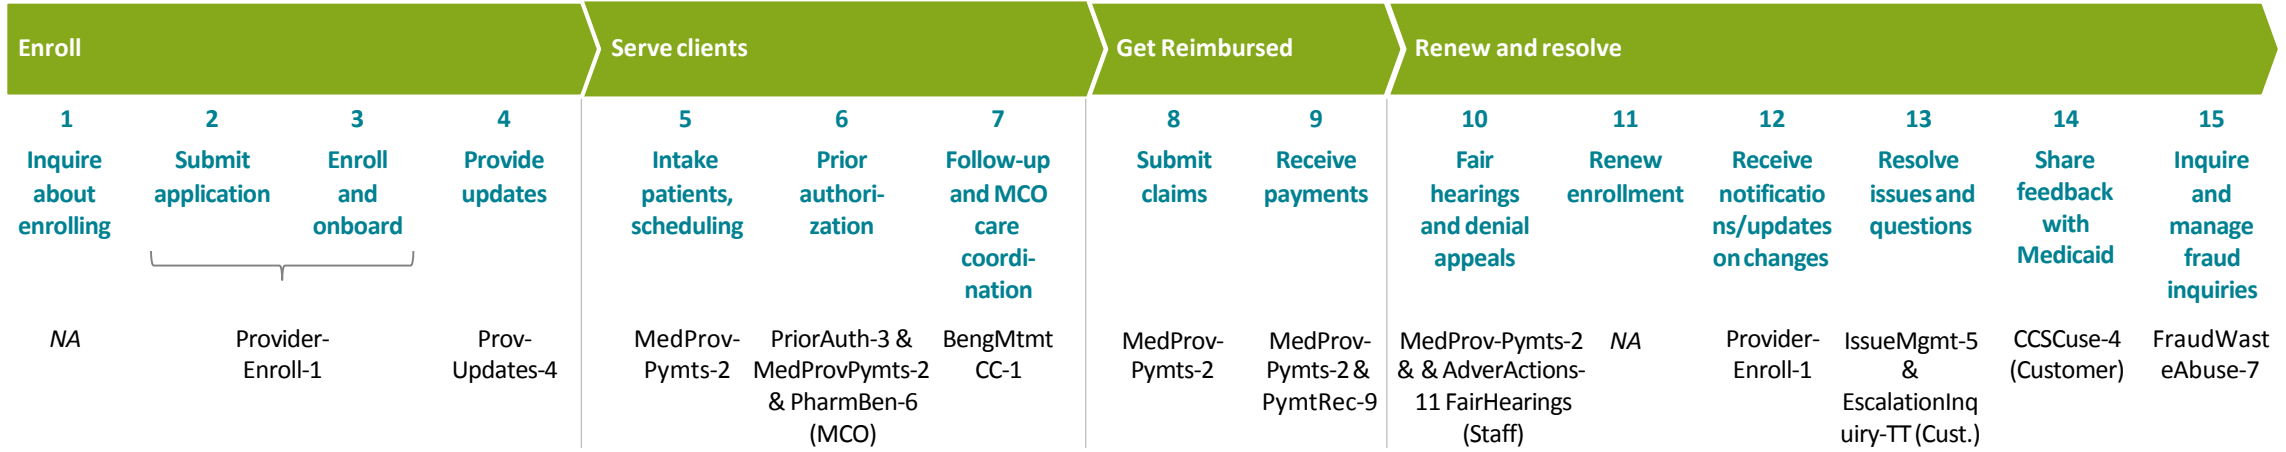 Enroll
Serve clients
Get Reimbursed
Renew and resolve
1
Inquire
about
enrolling
NA
2
Submit
application
3
Enroll
and
onboard
Provider-
Enroll-1
4
Provide
updates
Prov-
Updates-4
5
Intake
patients,
scheduling
MedProv-
Pymts-2
6
Prior
authori-
zation
PriorAuth-3 &
MedProvPymts-2
& PharmBen-6
(MCO)
7
Follow-up
and MCO
care
coordi-
nation
BengMtmt
CC-1
8
Submit
claims
MedProv-
Pymts-2
9
Receive
payments
MedProv-
Pymts-2 &
PymtRec-9
10
Fair
hearings
and denial
appeals
MedProv-Pymts-2
& & AdverActions-
11 FairHearings
(Staff)
11
Renew
enrollment
NA
12
Receive
notificatio
ns/updates
on changes
Provider-
Enroll-1
13
Resolve
issues and
questions
IssueMgmt-5
&
EscalationInq
uiry-TT (Cust.)
14
Share
feedback
with
Medicaid
CCSCuse-4
(Customer)
15
Inquire
and
manage
fraud
inquiries
FraudWast
eAbuse-7